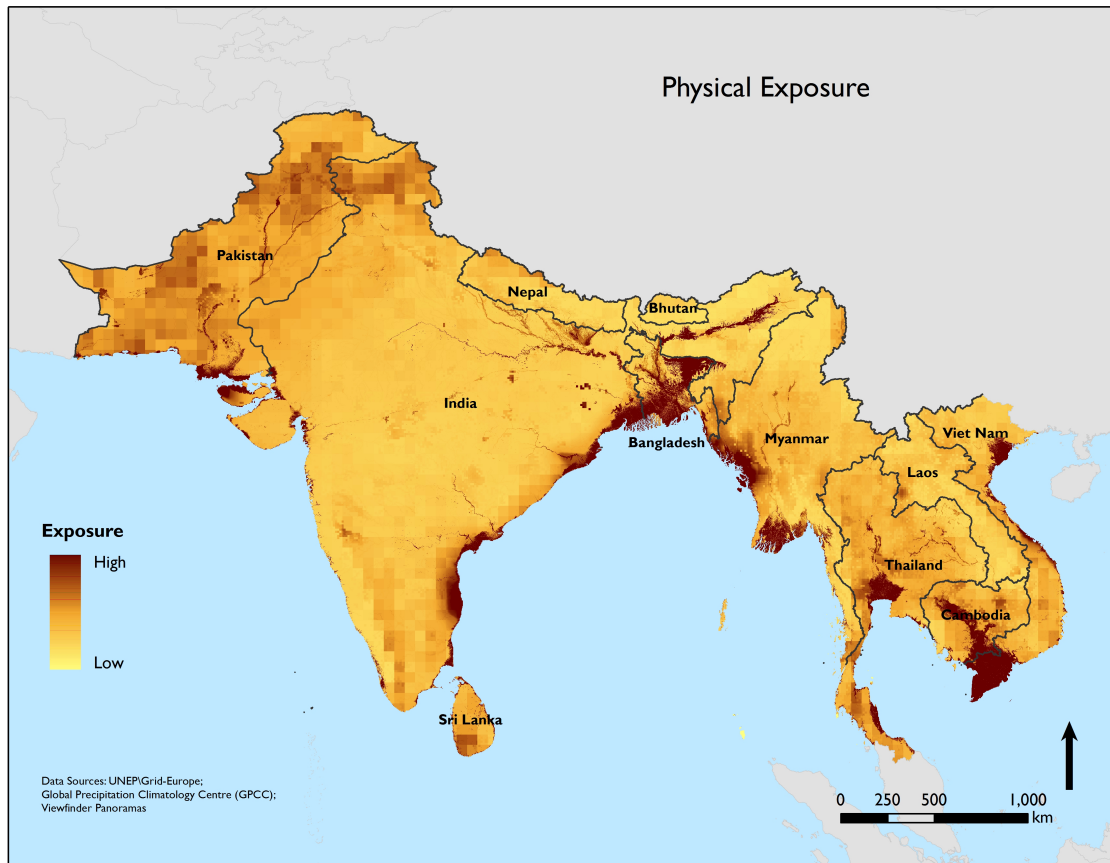 Physical Exposure
Pakistan
Nepal
Bhutan
India
Bangladesh
Myanmar
Viet Nam
Laos
Thailand
Cambodia
Sri Lanka
Exposure
High
Low
Data Sources: UNEP\Grid-Europe;
Global Precipitation Climatology Centre (GPCC);
Viewfinder Panoramas
0 250 500 1,000
km